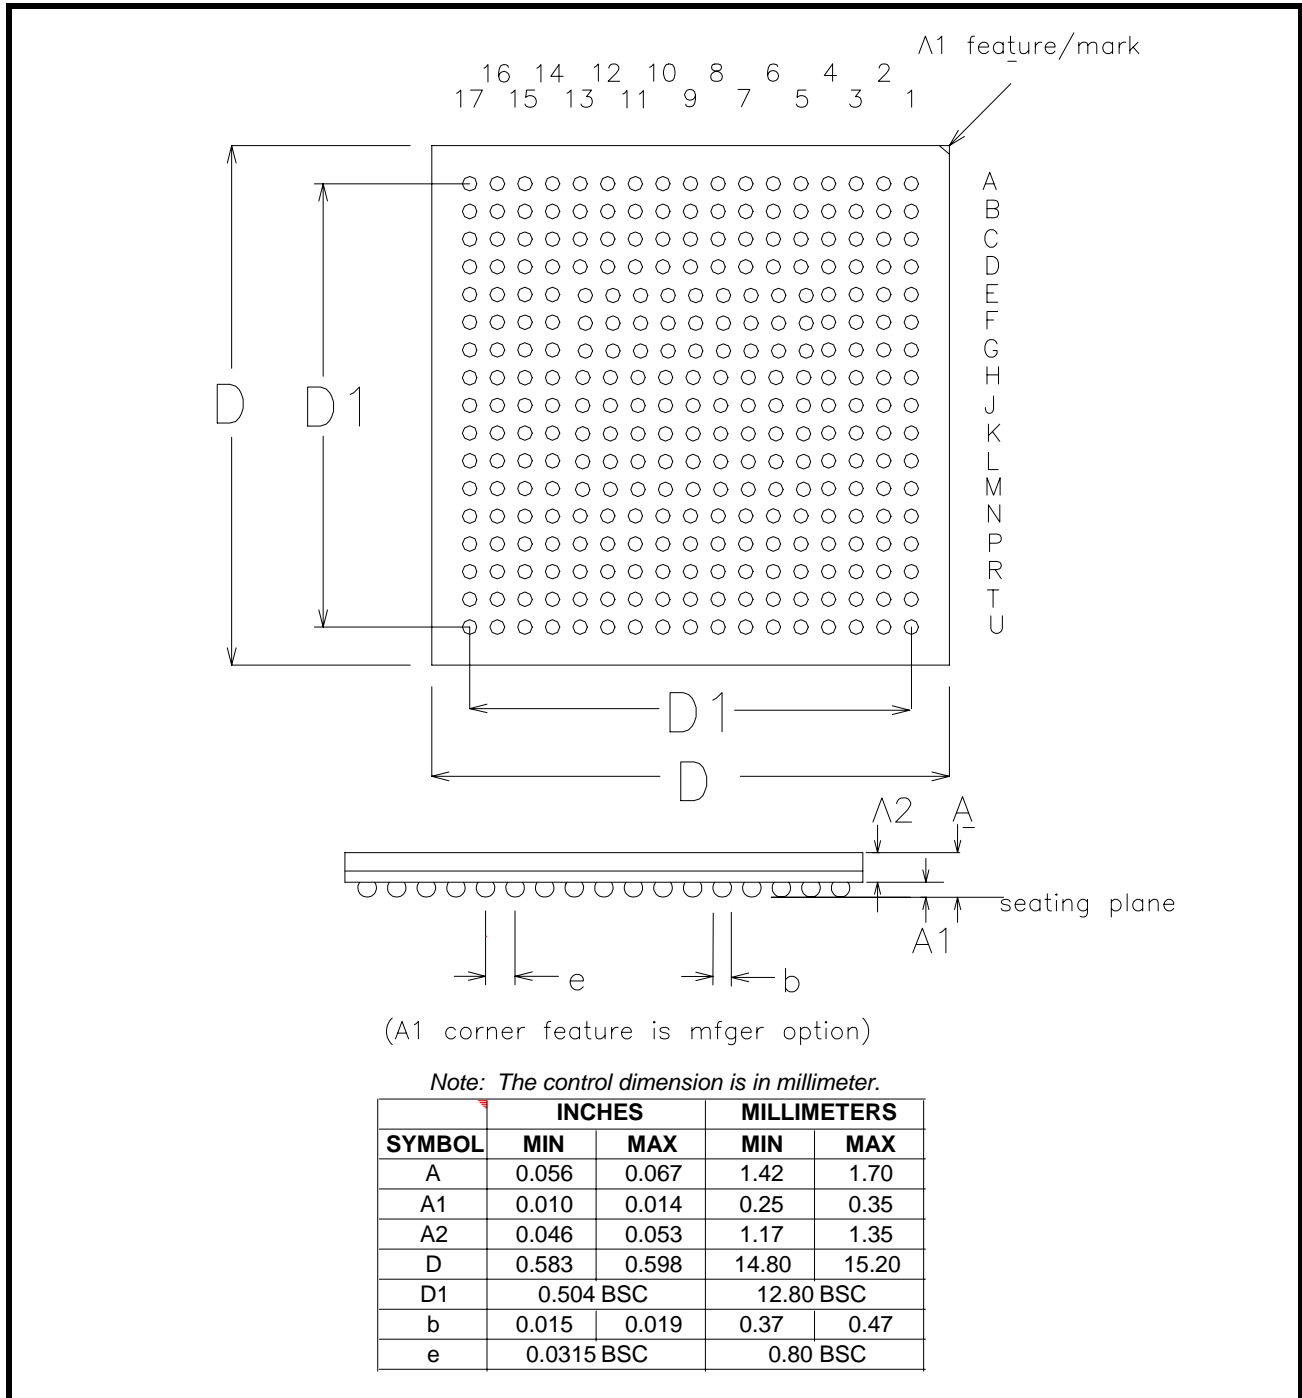 Λ1 feature/mark
16 14 12 10 8 6 4 2
17 15 13 11 9 7 5 3 1
A
B
C
D
E
F
G
H
J
K
L
M
N
P
R
T
U
D
D1
D1
D
Λ2 A
seating plane
A1
e b
(A1 corner feature is mfger option)
Note: The control dimension is in millimeter.
INCHES MILLIMETERS
SYMBOL MIN MAX MIN MAX
A 0.056 0.067 1.42 1.70
A1 0.010 0.014 0.25 0.35
A2 0.046 0.053 1.17 1.35
D 0.583 0.598 14.80 15.20
D1 0.504 BSC 12.80 BSC
b 0.015 0.019 0.37 0.47
e 0.0315 BSC 0.80 BSC